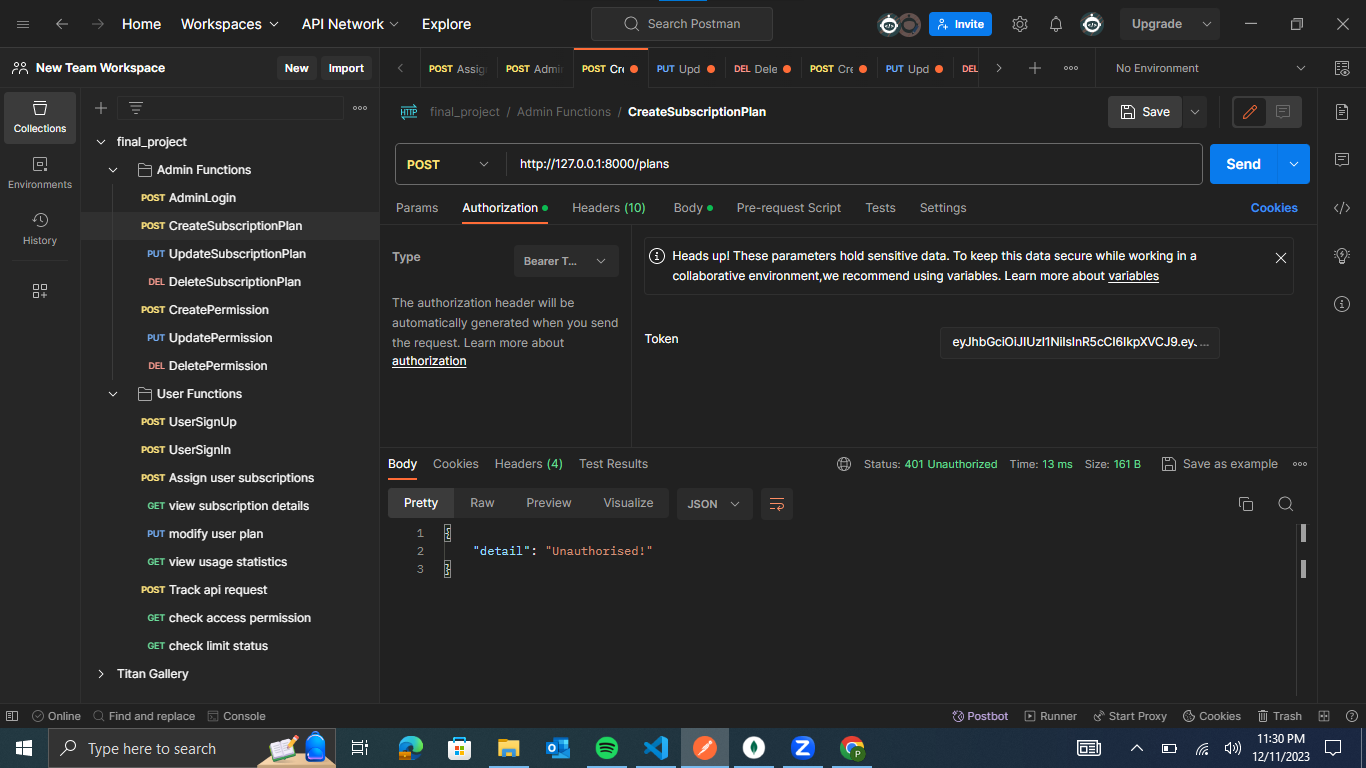 Home
Workspaces
API Network
Explore
Search Postman
Invite
Upgrade
New Team Workspace
New
Import
POST Assig
POST Admi
POST Cre
PUT Upd
DEL Dele
POST Cre
PUT Upd
DEL
No Environment
Collections
Environments
History
final_project
Admin Functions
POST AdminLogin
POST CreateSubscriptionPlan
PUT UpdateSubscriptionPlan
DEL DeleteSubscriptionPlan
POST CreatePermission
PUT UpdatePermission
DEL DeletePermission
User Functions
POST UserSignUp
POST UserSignIn
POST Assign user subscriptions
GET view subscription details
PUT modify user plan
GET view usage statistics
POST Track api request
GET check access permission
GET check limit status
Titan Gallery
HTTP final_project / Admin Functions / CreateSubscriptionPlan
Save
POST http://127.0.0.1:8000/plans
Send
Params Authorization Headers (10) Body Pre-request Script Tests Settings
Cookies
Type
Bearer T...
The authorization header will be
automatically generated when you send
the request. Learn more about
authorization
Heads up! These parameters hold sensitive data. To keep this data secure while working in a
collaborative environment,we recommend using variables. Learn more about variables
Token
eyJhbGciOiJIUzI1NiIsInR5cCI6IkpXVCJ9.eyJ ...
Body Cookies Headers (4) Test Results
Status: 401 Unauthorized Time: 13 ms Size: 161 B
Save as example
Pretty Raw Preview Visualize JSON
1 {
2 "detail": "Unauthorised!"
3 }
Online
Find and replace
Console
Postbot
Runner
Start Proxy
Cookies
Trash
Type here to search
P
11:30 PM
12/11/2023